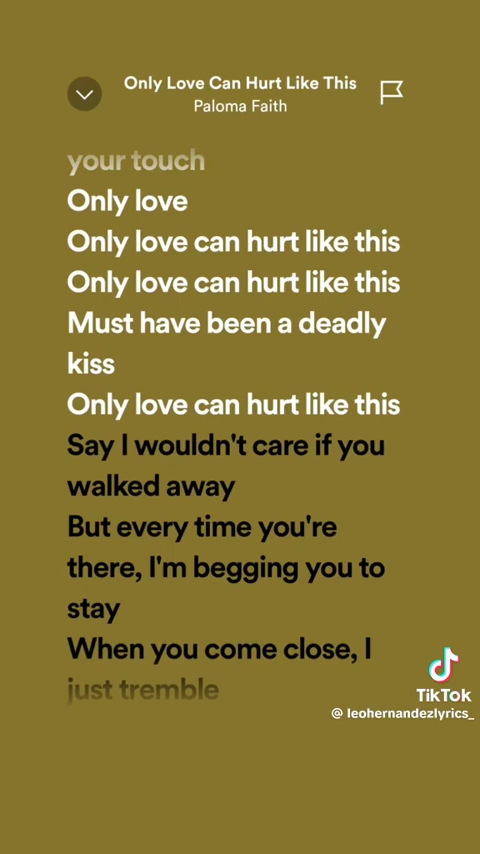 Only Love Can Hurt Like This
Paloma Faith
your touch
Only love
Only love can hurt like this
Only love can hurt like this
Must have been a deadly
kiss
Only love can hurt like this
Say I wouldn't care if you
walked away
But every time you're
there, I'm begging you to
stay
When you come close, I
just tremble
TikTok
@ leohernandezlyrics_